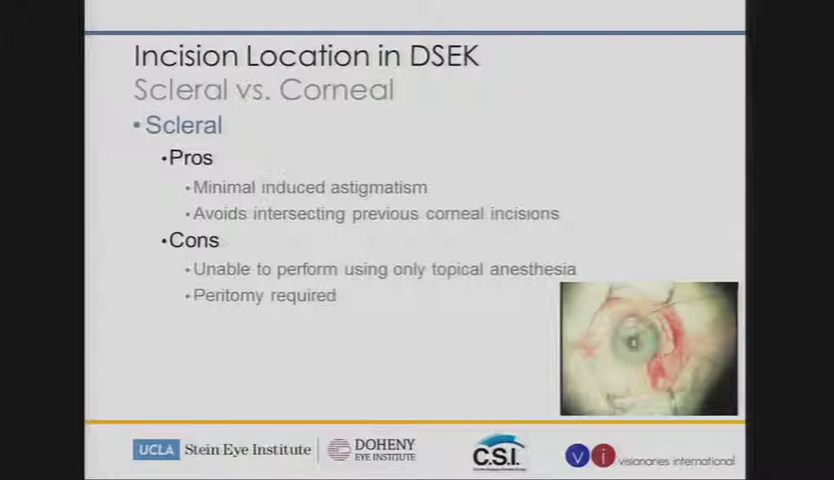 Incision Location in DSEK
Scleral vs. Corneal
• Scleral
• Pros
• Minimal induced astigmatism
• Avoids intersecting previous corneal incisions
• Cons
• Unable to perform using only topical anesthesia
• Peritomy required
UCLA Stein Eye Institute
DOHENY
EYE INSTITUTE
C.S.I.
vi visionaries international